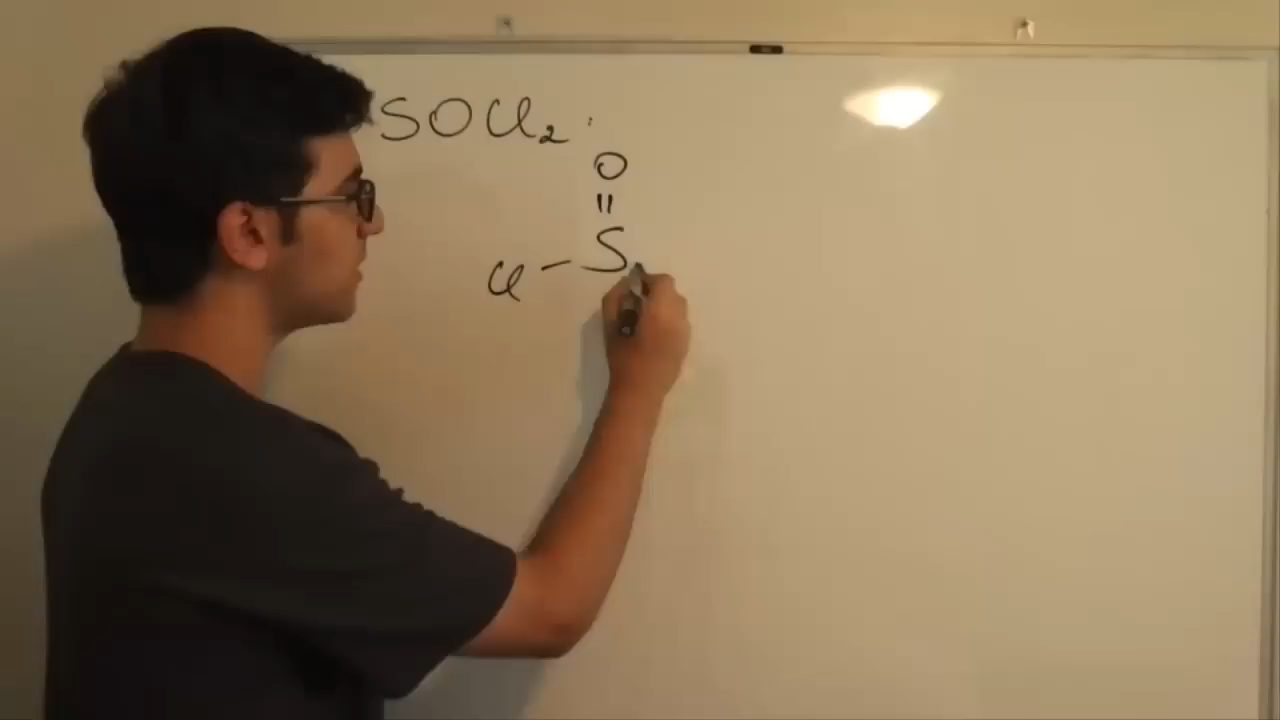 SOCl₂:
O
=
S
Cl –